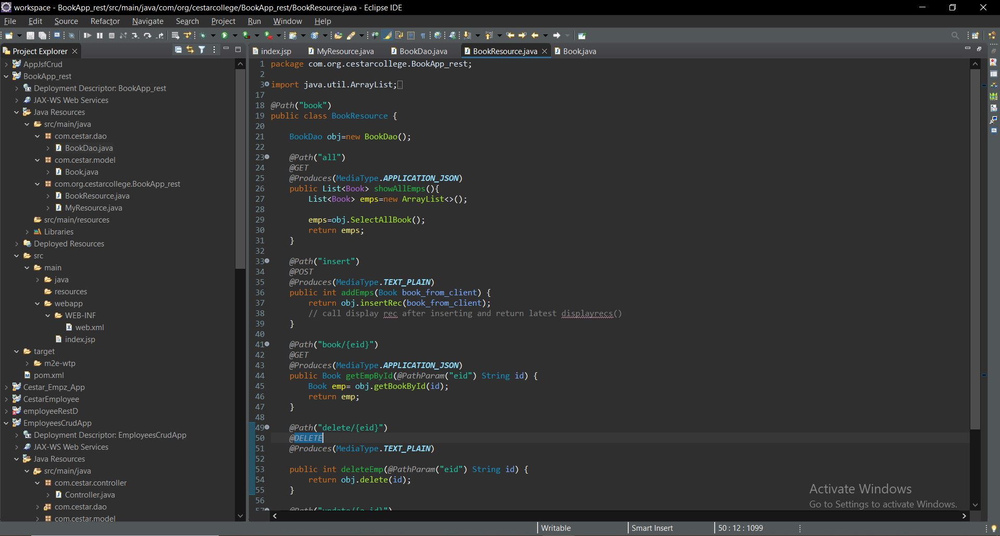 workspace - BookApp_rest/src/main/java/com/org/cestarcollege/BookApp_rest/BookResource.java - Eclipse IDE
File Edit Source Refactor Navigate Search Project Run Window Help
Project Explorer
index.jsp MyResource.java BookDao.java BookResource.java Book.java
AppJsfCrud
BookApp_rest
Deployment Descriptor: BookApp_rest
JAX-WS Web Services
Java Resources
src/main/java
com.cestar.dao
BookDao.java
com.cestar.model
Book.java
com.org.cestarcollege.BookApp_rest
BookResource.java
MyResource.java
src/main/resources
Libraries
Deployed Resources
src
main
java
resources
webapp
WEB-INF
web.xml
index.jsp
target
m2e-wtp
pom.xml
Cestar_Empz_App
CestarEmployee
employeeRestD
EmployeesCrudApp
Deployment Descriptor: EmployeesCrudApp
JAX-WS Web Services
Java Resources
src/main/java
com.cestar.controller
Controller.java
com.cestar.dao
com.cestar.model
1 package com.org.cestarcollege.BookApp_rest;
2
3 import java.util.ArrayList;
17
18 @Path("book")
19 public class BookResource {
20
21 BookDao obj=new BookDao();
22
23 @Path("all")
24 @GET
25 @Produces(MediaType.APPLICATION_JSON)
26 public List<Book> showAllEmps(){
27 List<Book> emps=new ArrayList<>();
28
29 emps=obj.SelectAllBook();
30 return emps;
31 }
32
33 @Path("insert")
34 @POST
35 @Produces(MediaType.TEXT_PLAIN)
36 public int addEmps(Book book_from_client) {
37 return obj.insertRec(book_from_client);
38 // call display rec after inserting and return latest displayrecs()
39 }
40
41 @Path("book/{eid}")
42 @GET
43 @Produces(MediaType.APPLICATION_JSON)
44 public Book getEmpById(@PathParam("eid") String id) {
45 Book emp= obj.getBookById(id);
46 return emp;
47 }
48
49 @Path("delete/{eid}")
50 @DELETE
51 @Produces(MediaType.TEXT_PLAIN)
52
53 public int deleteEmp(@PathParam("eid") String id) {
54 return obj.delete(id);
55 }
56
Activate Windows
Go to Settings to activate Windows.
Writable Smart Insert 50 : 12 : 1099